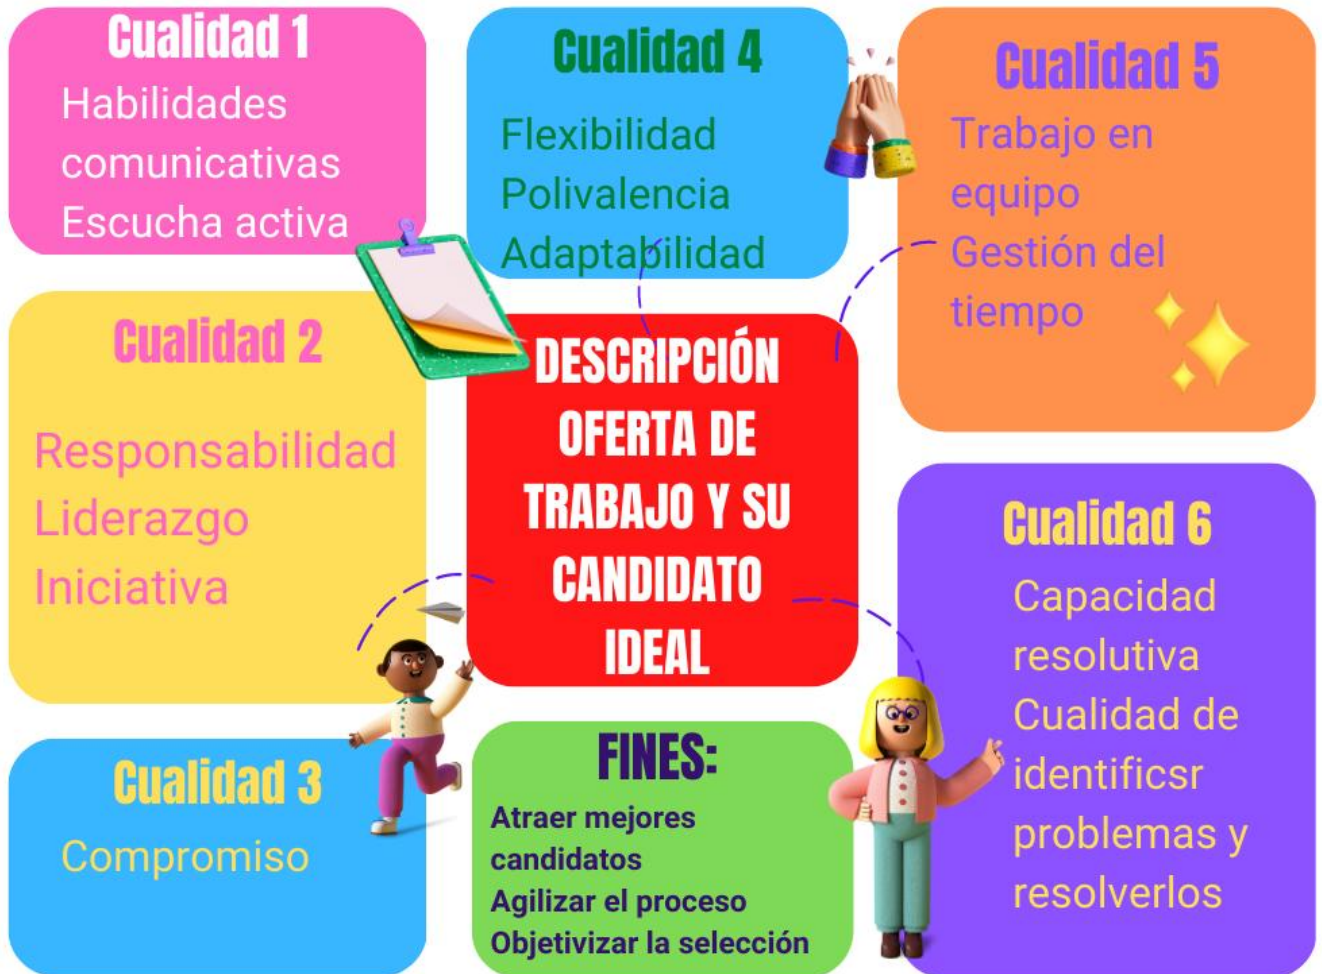 Cualidad 1
Habilidades
comunicativas
Escucha activa
Cualidad 2
Responsabilidad
Liderazgo
Iniciativa
Cualidad 3
Compromiso
Cualidad 4
Flexibilidad
Polivalencia
Adaptabilidad
DESCRIPCIÓN
OFERTA DE
TRABAJO Y SU
CANDIDATO
IDEAL
FINES:
Atraer mejores
candidatos
Agilizar el proceso
Objetivizar la selección
Cualidad 5
Trabajo en
equipo
Gestión del
tiempo
Cualidad 6
Capacidad
resolutiva
Cualidad de
identificsr
problemas y
resolverlos